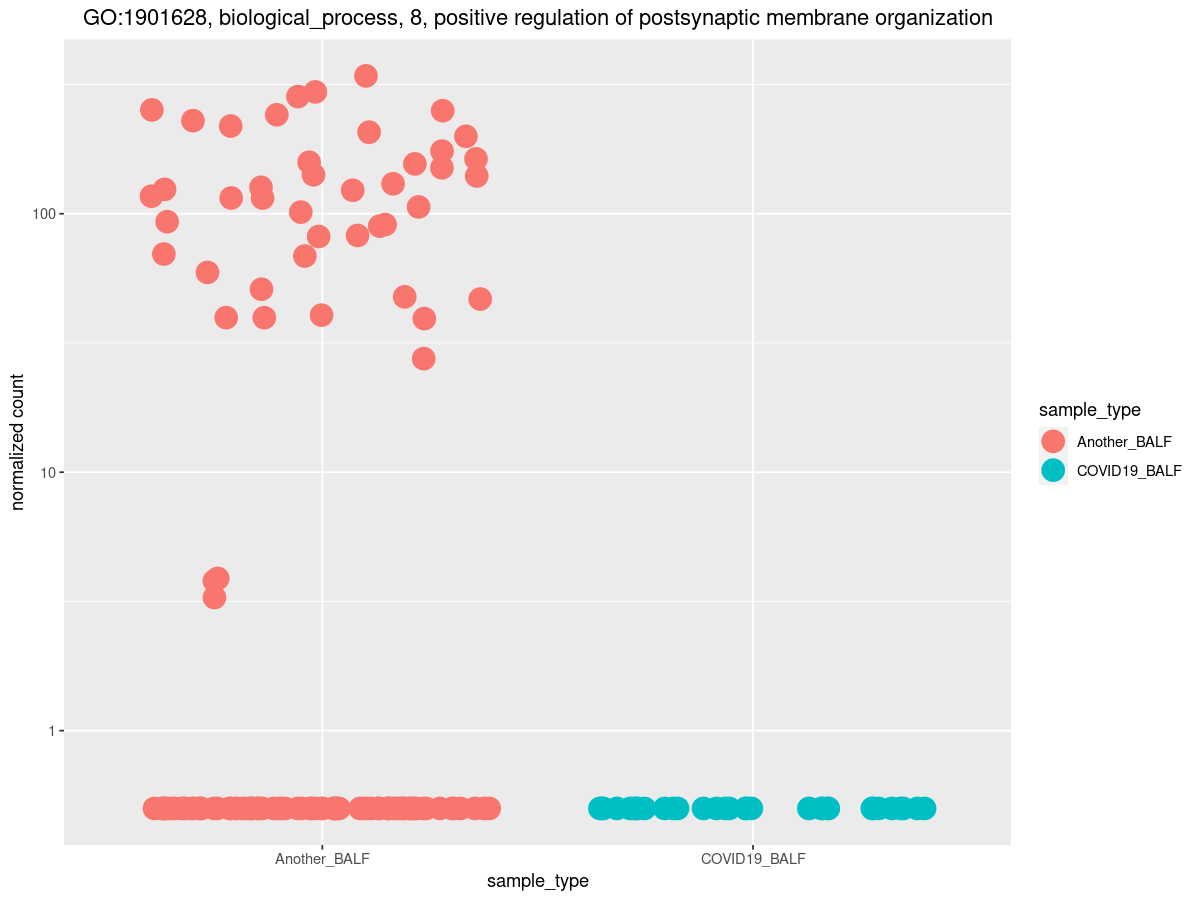 GO:1901628, biological_process, 8, positive regulation of postsynaptic membrane organization
normalized count
100
10
1
Another_BALF
COVID19_BALF
sample_type
sample_type
Another_BALF
COVID19_BALF